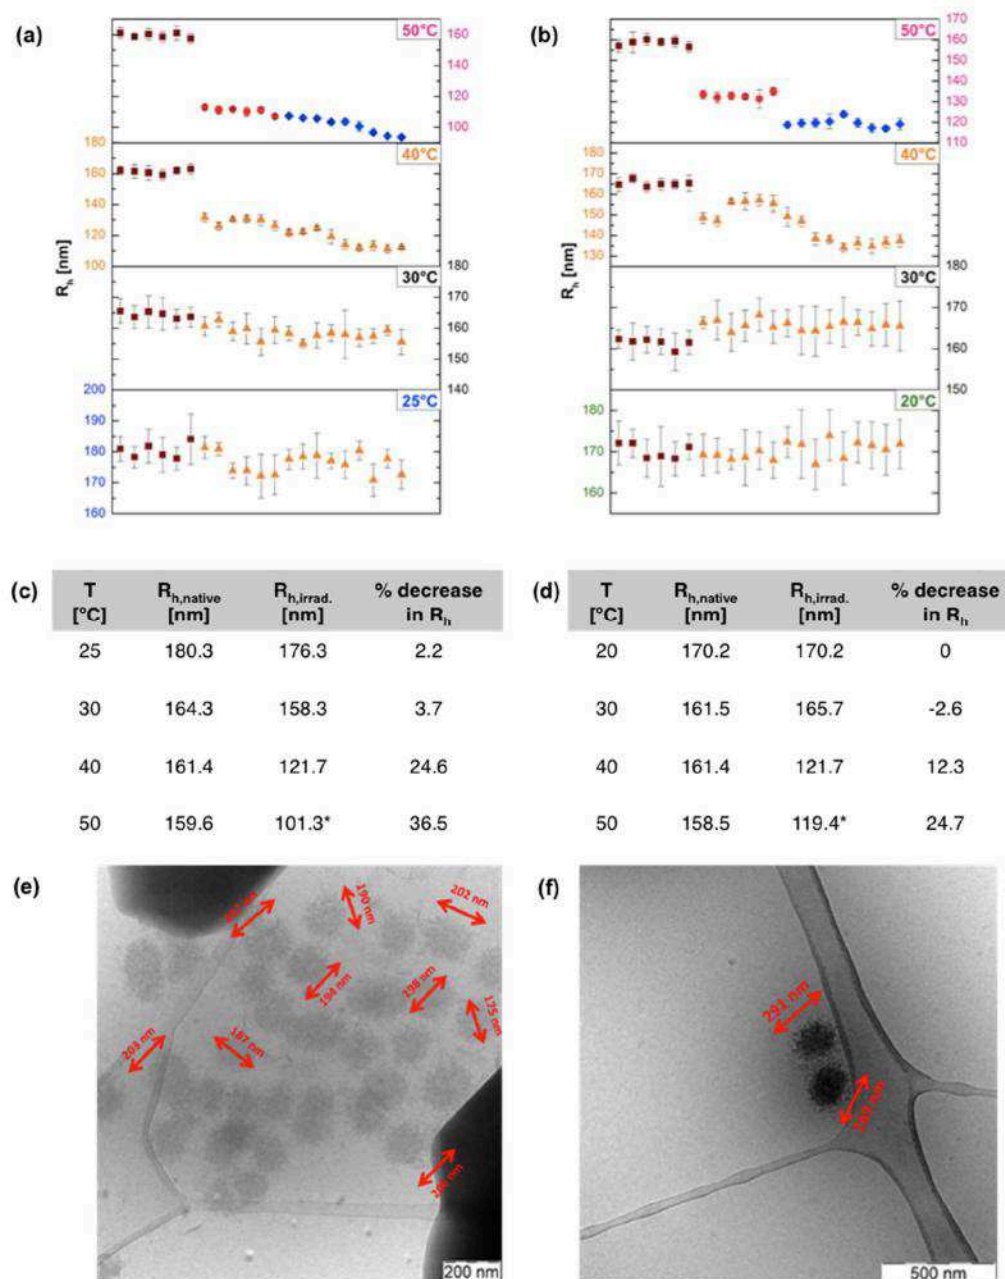 (a)
50°C
160
110
100
180
40°C
160
140
120
100
180
30°C
170
160
150
140
200
25°C
190
180
170
160
R_h [nm]
(b)
50°C
170
160
150
140
130
120
110
180
40°C
170
160
150
140
130
180
30°C
170
160
150
20°C
170
160
R_h [nm]
(c)
T [°C] R_h,native [nm] R_h,irrad. [nm] % decrease in R_h
25 180.3 176.3 2.2
30 164.3 158.3 3.7
40 161.4 121.7 24.6
50 159.6 101.3* 36.5
(d)
T [°C] R_h,native [nm] R_h,irrad. [nm] % decrease in R_h
20 170.2 170.2 0
30 161.5 165.7 -2.6
40 161.4 121.7 12.3
50 158.5 119.4* 24.7
(e)
190 nm
202 nm
194 nm
198 nm
175 nm
203 nm
187 nm
200 nm
(f)
291 nm
500 nm